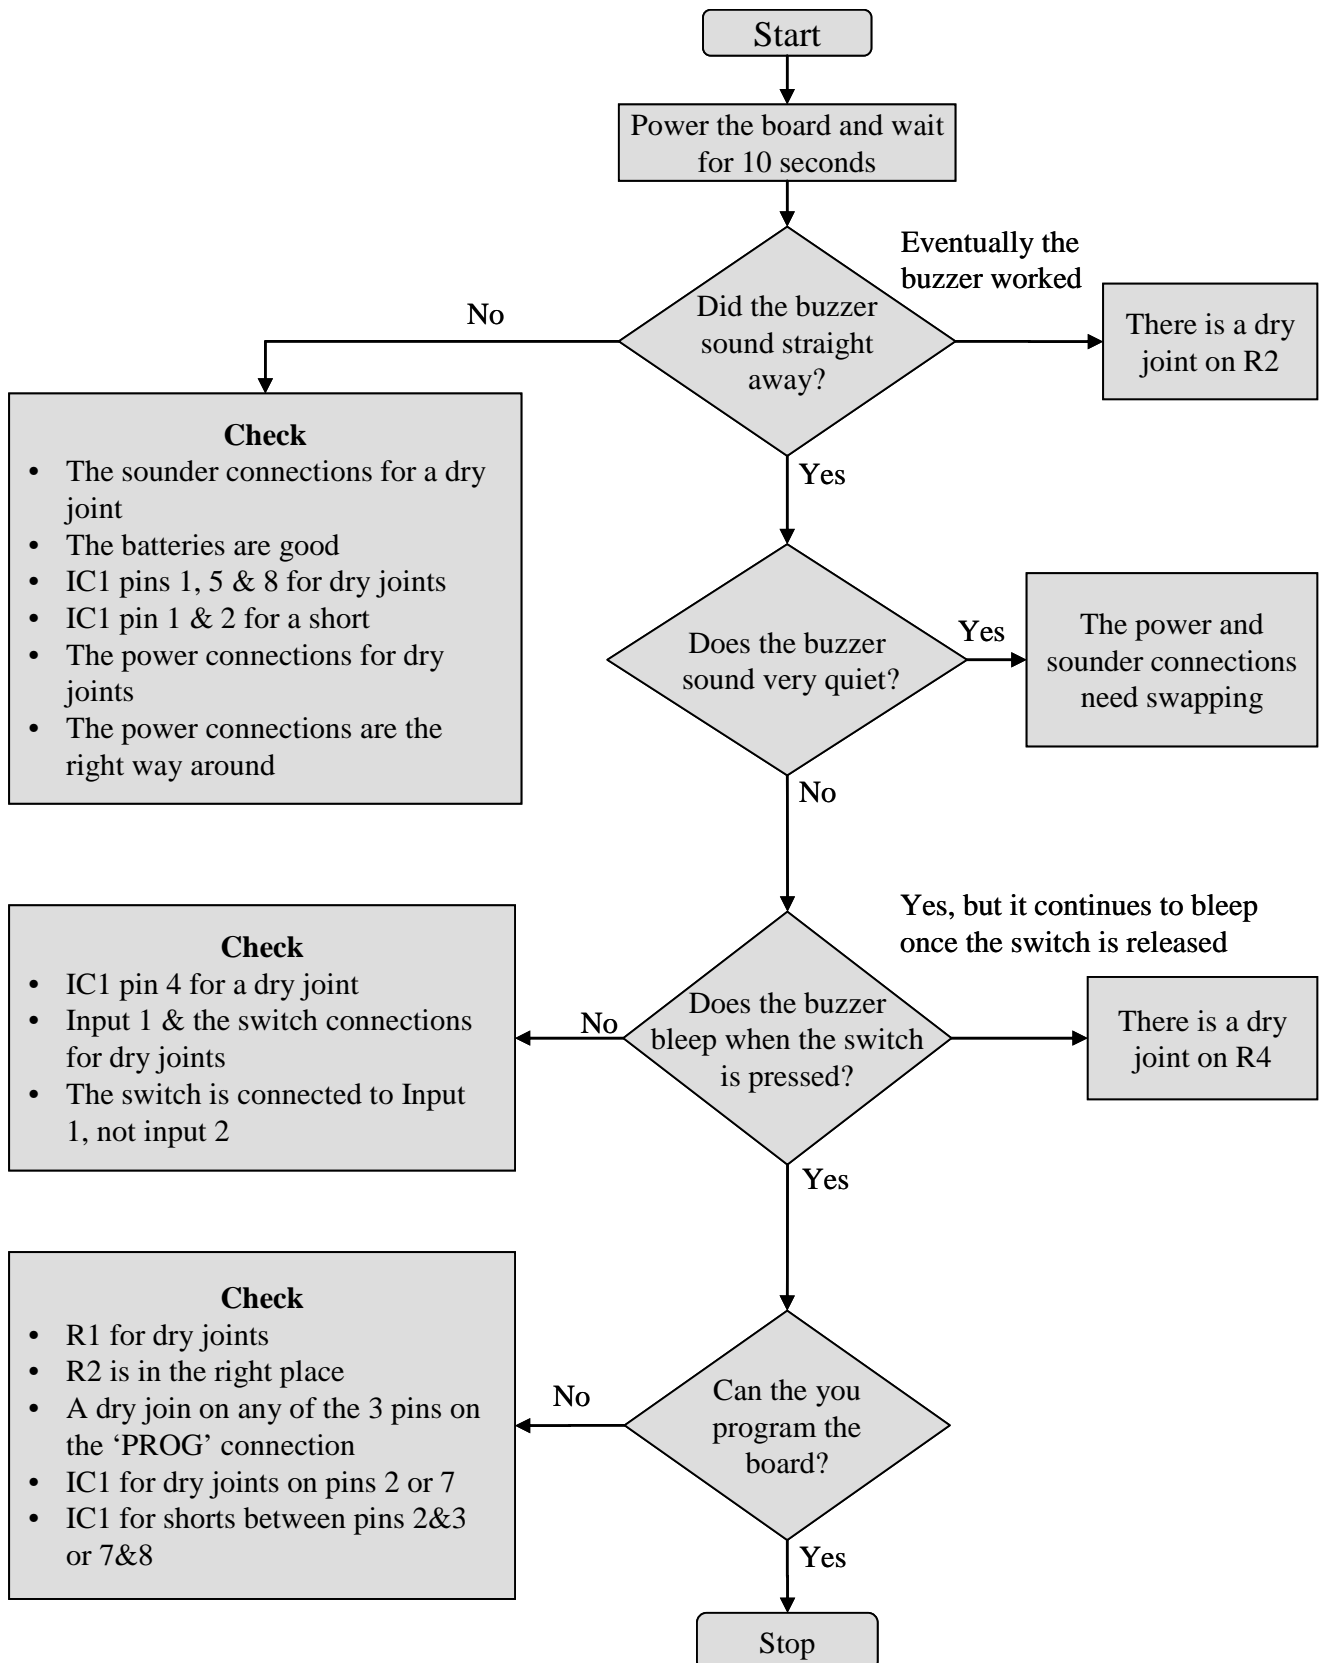 Start
Power the board and wait
for 10 seconds
Eventually the
buzzer worked
Did the buzzer
sound straight
away?
No
There is a dry
joint on R2
Check
• The sounder connections for a dry
joint
• The batteries are good
• IC1 pins 1, 5 & 8 for dry joints
• IC1 pin 1 & 2 for a short
• The power connections for dry
joints
• The power connections are the
right way around
Yes
Does the buzzer
sound very quiet?
Yes
The power and
sounder connections
need swapping
No
Yes, but it continues to bleep
once the switch is released
Check
• IC1 pin 4 for a dry joint
• Input 1 & the switch connections
for dry joints
• The switch is connected to Input
1, not input 2
No
Does the buzzer
bleep when the switch
is pressed?
There is a dry
joint on R4
Yes
Check
• R1 for dry joints
• R2 is in the right place
• A dry join on any of the 3 pins on
the ‘PROG’ connection
• IC1 for dry joints on pins 2 or 7
• IC1 for shorts between pins 2&3
or 7&8
No
Can the you
program the
board?
Yes
Stop